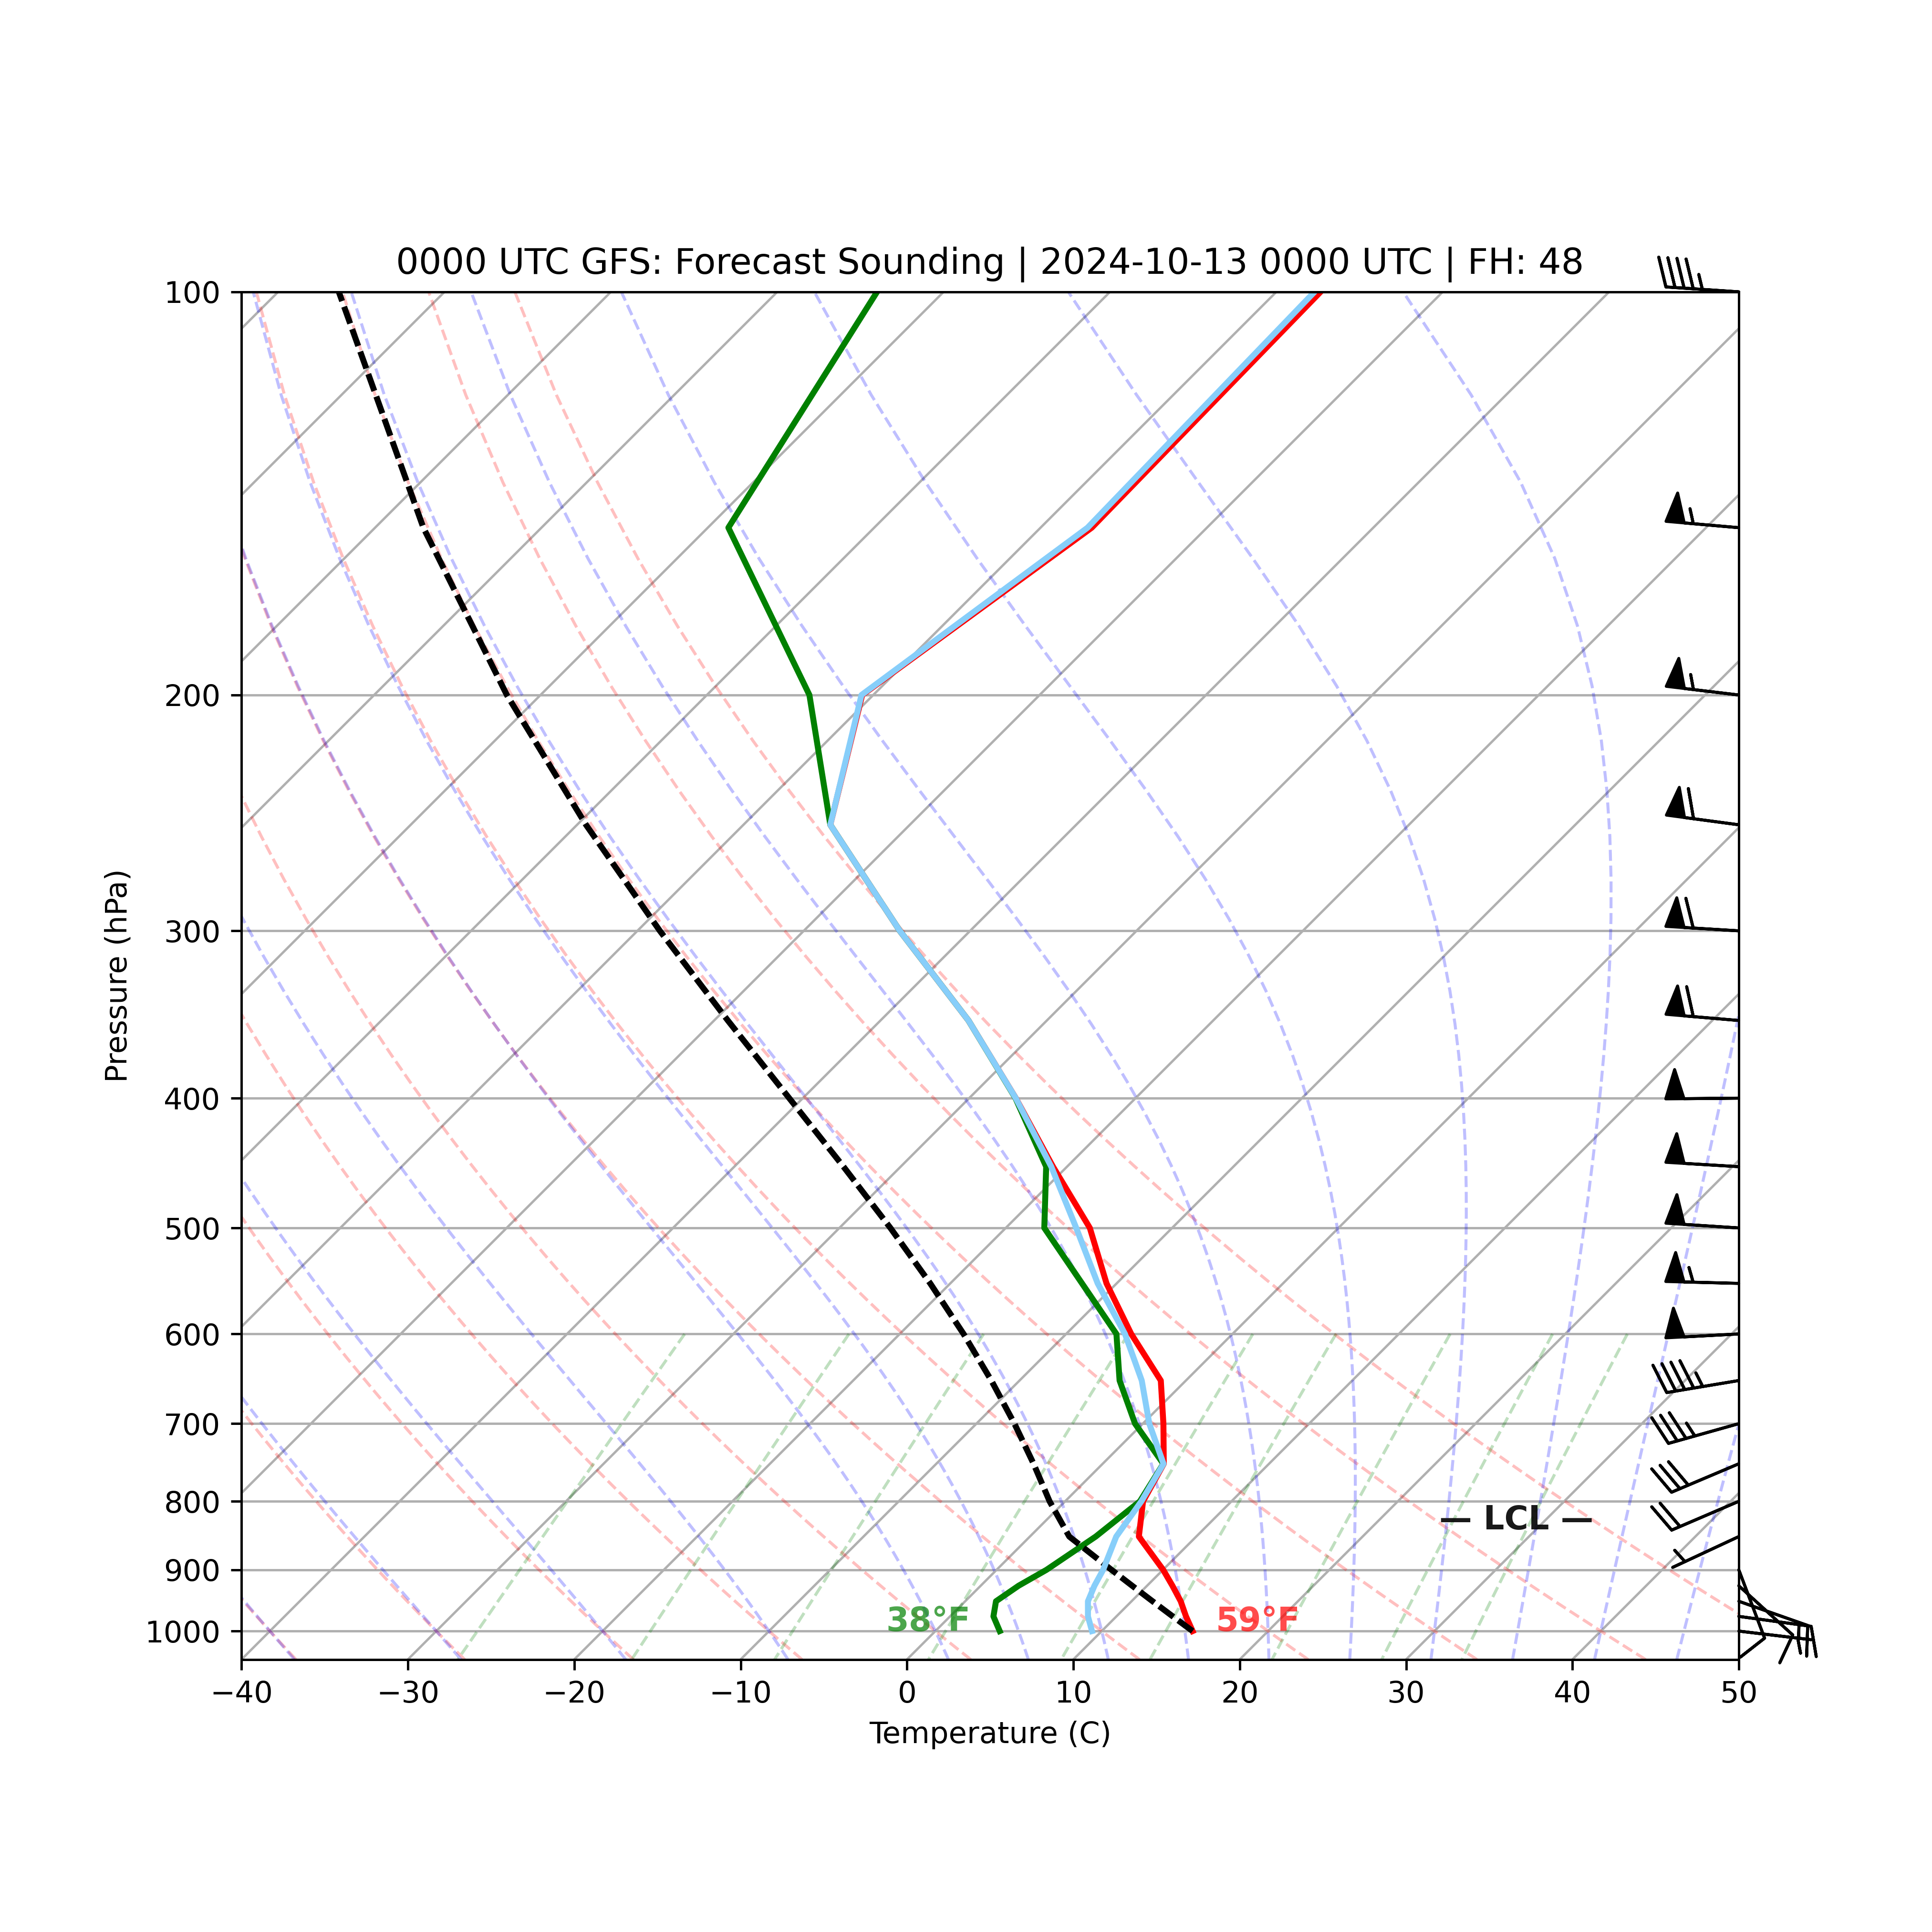 0000 UTC GFS: Forecast Sounding | 2024-10-13 0000 UTC | FH: 48
100
200
300
400
500
600
700
800
900
1000
Pressure (hPa)
— LCL —
38°F
59°F
−40 −30 −20 −10 0 10 20 30 40 50
Temperature (C)